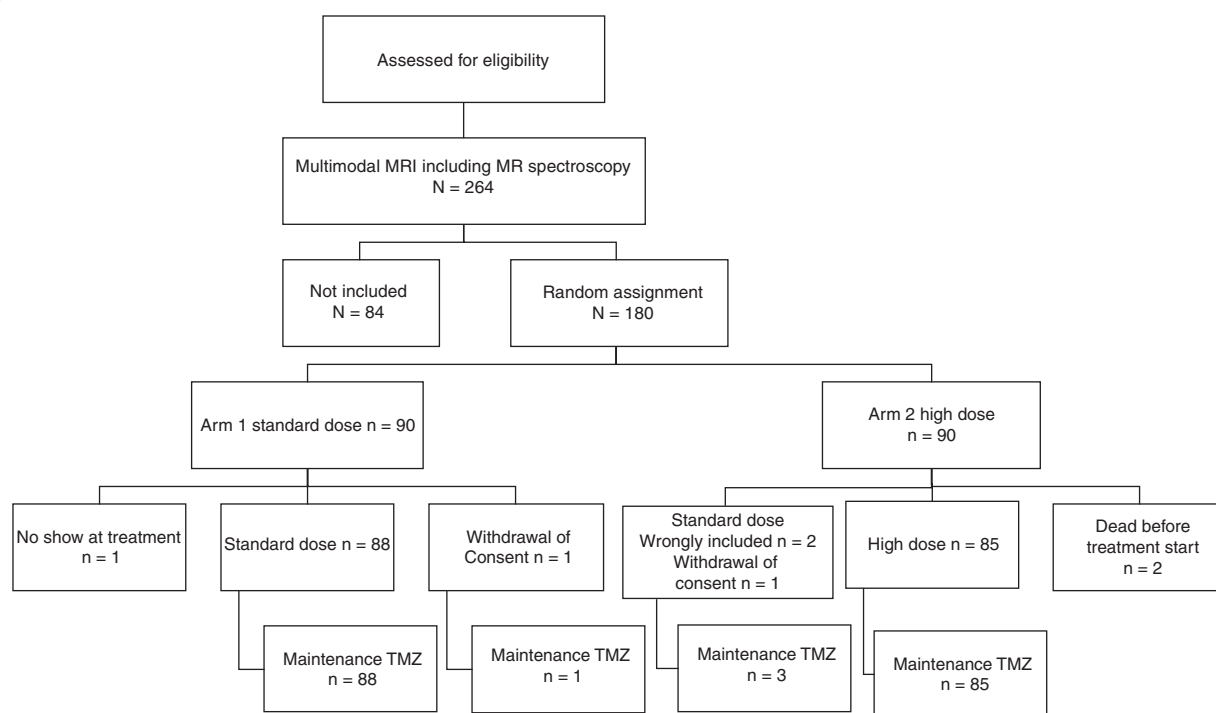 Assessed for eligibility
Multimodal MRI including MR spectroscopy
N = 264
Not included
N = 84
Random assignment
N = 180
Arm 1 standard dose n = 90
Arm 2 high dose
n = 90
No show at treatment
n = 1
Standard dose n = 88
Withdrawal of
Consent n = 1
Standard dose
Wrongly included n = 2
Withdrawal of
consent n = 1
High dose n = 85
Dead before
treatment start
n = 2
Maintenance TMZ
n = 88
Maintenance TMZ
n = 1
Maintenance TMZ
n = 3
Maintenance TMZ
n = 85